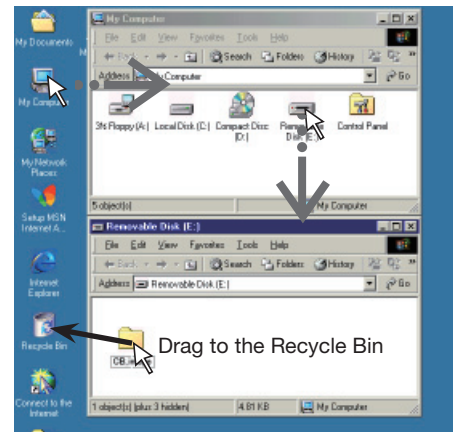 My Documents
My Computer
My Network
Places
Setup MSN
Internet A...
Internet
Explorer
Recycle Bin
Connect to the
Internet
My Computer
File Edit View Favorites Tools Help
Back Search Folders History
Address My Computer Go
3½ Floppy (A:) Local Disk (C:) Compact Disc
(D:) Removable
Disk (E:) Control Panel
5 object(s) My Computer
Removable Disk (E:)
File Edit View Favorites Tools Help
Back Search Folders History
Address Removable Disk (E:) Go
Drag to the Recycle Bin
1 object(s) (plus 3 hidden) 4.81 KB My Computer